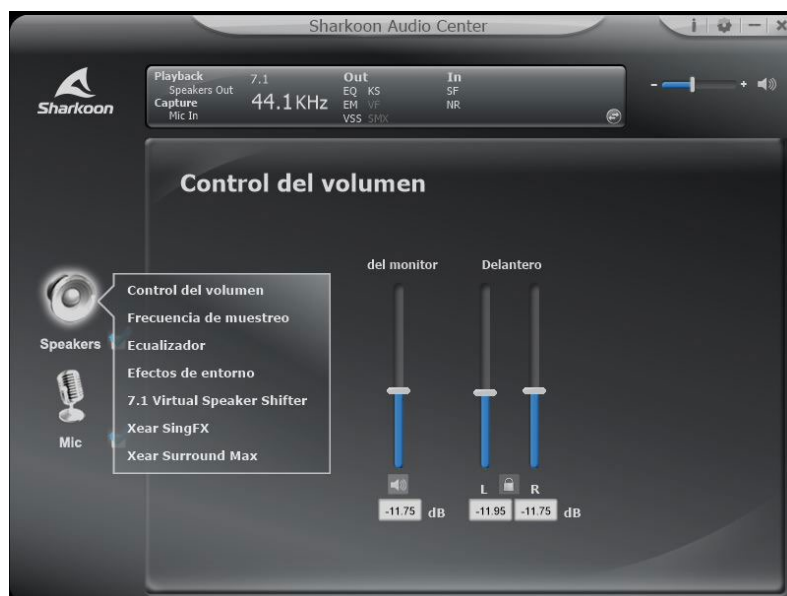 Sharkoon Audio Center
i
Sharkoon
Playback 7.1 Out In
Speakers Out EQ KS SF
Capture 44.1KHz EM VF NR
Mic In VSS SMX
- +
Control del volumen
del monitor Delantero
Control del volumen
Frecuencia de muestreo
Speakers Ecualizador
Efectos de entorno
7.1 Virtual Speaker Shifter
Xear SingFX
Mic
Xear Surround Max
L R
-11.75 dB -11.95 -11.75 dB